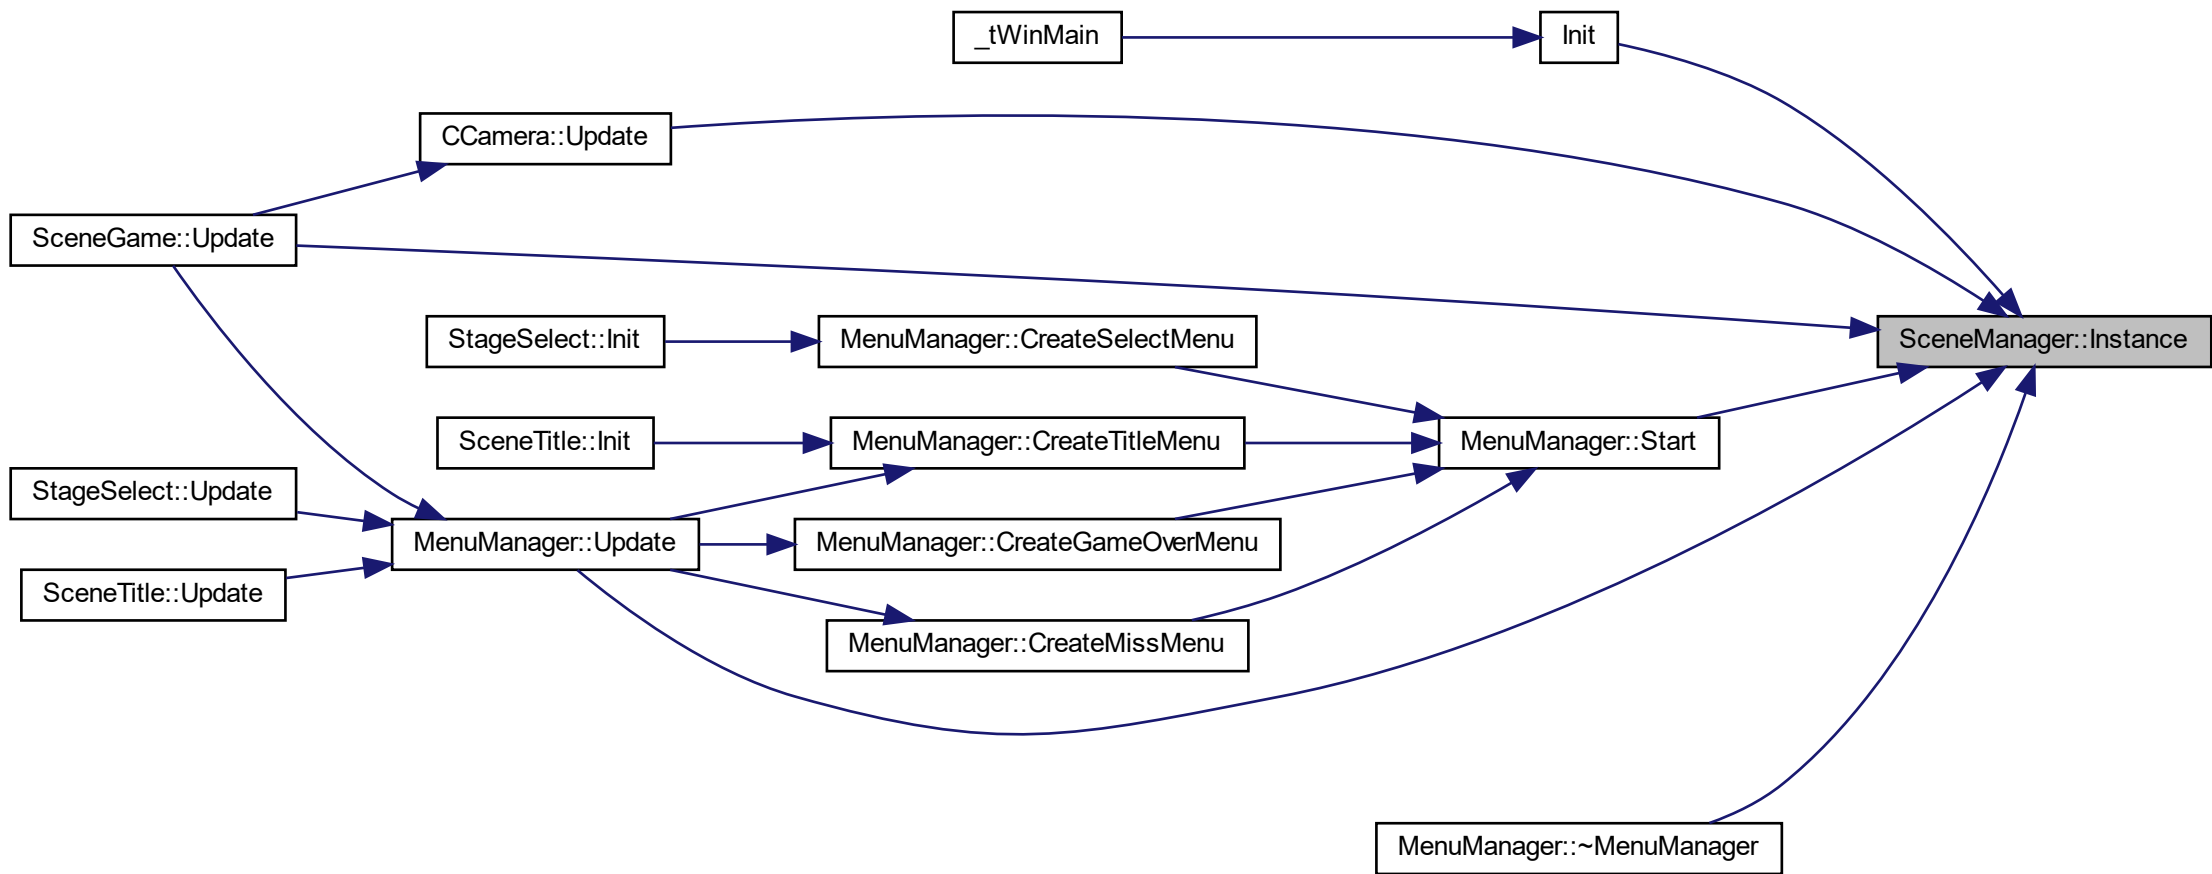 _tWinMain
Init
CCamera::Update
SceneGame::Update
StageSelect::Init
MenuManager::CreateSelectMenu
SceneManager::Instance
SceneTitle::Init
MenuManager::CreateTitleMenu
MenuManager::Start
StageSelect::Update
MenuManager::Update
MenuManager::CreateGameOverMenu
SceneTitle::Update
MenuManager::CreateMissMenu
MenuManager::~MenuManager